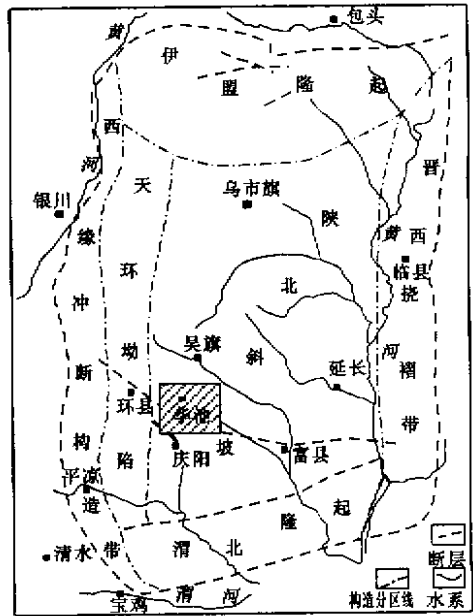 包头
黄河
伊盟隆起
西缘冲断构造带
天环坳陷
银川
乌审旗
陕北斜坡
黄河
晋西挠褶带
临县
吴旗
延长
环县
华池
庆阳
富县
平凉
渭北隆起
清水
宝鸡
渭河
断层
构造分区线
水系